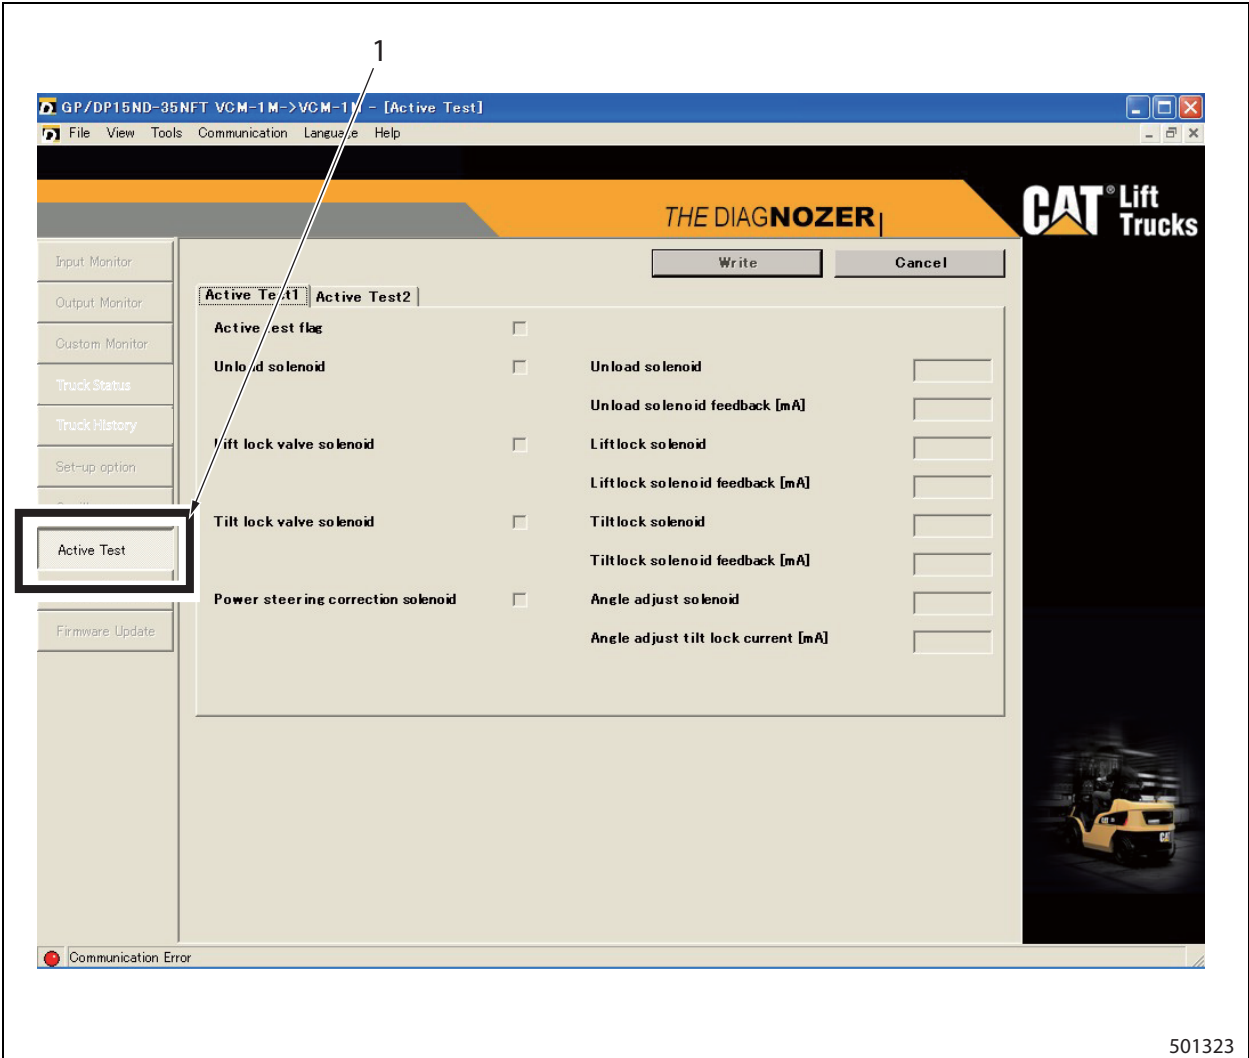 1
GP/DP15ND-35NFT VCM-1M->VCM-1M - [Active Test]
File View Tools Communication Language Help
THE DIAGNOZER
CAT® Lift Trucks
Input Monitor
Output Monitor
Custom Monitor
Truck Status
Truck History
Set-up option
Active Test
Firmware Update
Write Cancel
Active Test1 Active Test2
Active test flag
Unload solenoid Unload solenoid
Unload solenoid feedback [mA]
Lift lock valve solenoid Liftlock solenoid
Liftlock solenoid feedback [mA]
Tilt lock valve solenoid Tiltlock solenoid
Tiltlock solenoid feedback [mA]
Power steering correction solenoid Angle adjust solenoid
Angle adjust tilt lock current [mA]
CAT
Communication Error
501323